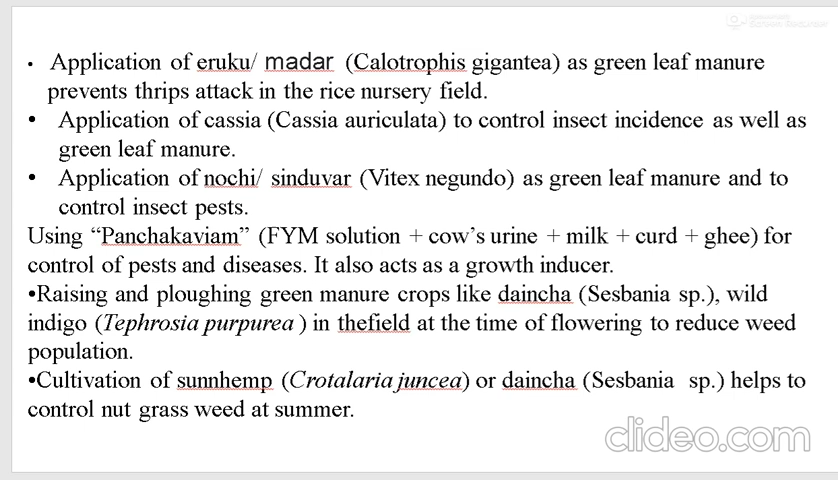 • Application of eruku/ madar (Calotrophis gigantea) as green leaf manure
prevents thrips attack in the rice nursery field.
• Application of cassia (Cassia auriculata) to control insect incidence as well as
green leaf manure.
• Application of nochi/ sinduvar (Vitex negundo) as green leaf manure and to
control insect pests.
Using “Panchakaviam” (FYM solution + cow’s urine + milk + curd + ghee) for
control of pests and diseases. It also acts as a growth inducer.
•Raising and ploughing green manure crops like daincha (Sesbania sp.), wild
indigo (Tephrosia purpurea ) in thefield at the time of flowering to reduce weed
population.
•Cultivation of sunnhemp (Crotalaria juncea) or daincha (Sesbania sp.) helps to
control nut grass weed at summer.
clideo.com